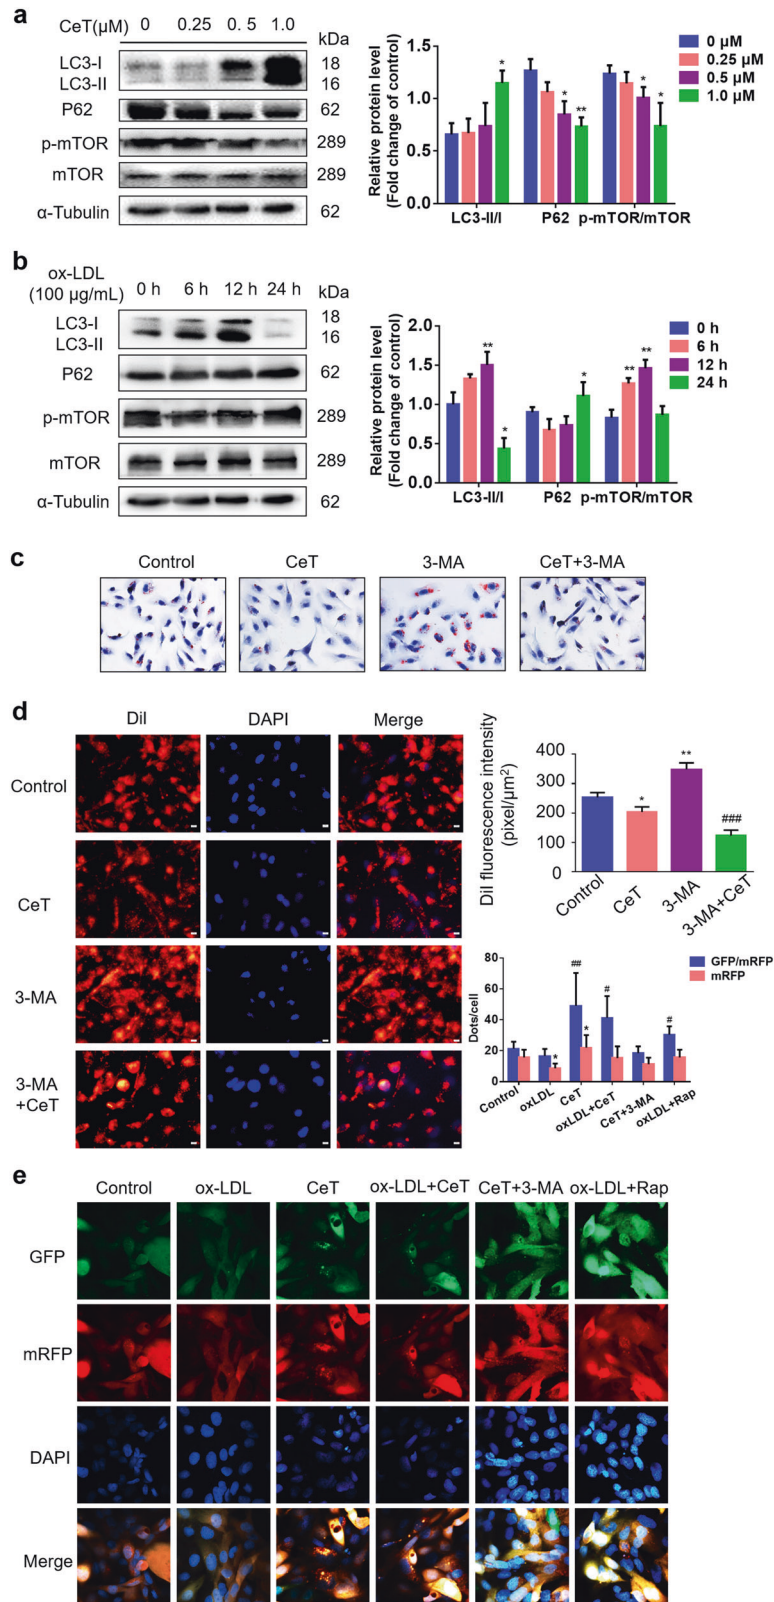 a
CeT(μM) 0 0.25 0. 5 1.0
kDa
LC3-I 18
LC3-II 16
P62 62
p-mTOR 289
mTOR 289
α-Tubulin 62
Relative protein level
(Fold change of control)
1.5
1.0
0.5
0.0
* * ** * *
LC3-II/I P62 p-mTOR/mTOR
0 μM
0.25 μM
0.5 μM
1.0 μM
b
ox-LDL
(100 μg/mL) 0 h 6 h 12 h 24 h kDa
LC3-I 18
LC3-II 16
P62 62
p-mTOR 289
mTOR 289
α-Tubulin 62
Relative protein level
(Fold change of control)
2.0
1.5
1.0
0.5
0.0
** * * ** **
LC3-II/I P62 p-mTOR/mTOR
0 h
6 h
12 h
24 h
c
Control CeT 3-MA CeT+3-MA
d
DiI DAPI Merge
Control
CeT
3-MA
3-MA
+CeT
DiI fluorescence intensity
(pixel/μm²)
400
300
200
100
0
* ** ###
Control CeT 3-MA 3-MA+CeT
GFP/mRFP
mRFP
Dots/cell
80
60
40
20
0
* ## * # #
Control oxLDL CeT oxLDL+CeT CeT+3-MA oxLDL+Rap
e
Control ox-LDL CeT ox-LDL+CeT CeT+3-MA ox-LDL+Rap
GFP
mRFP
DAPI
Merge